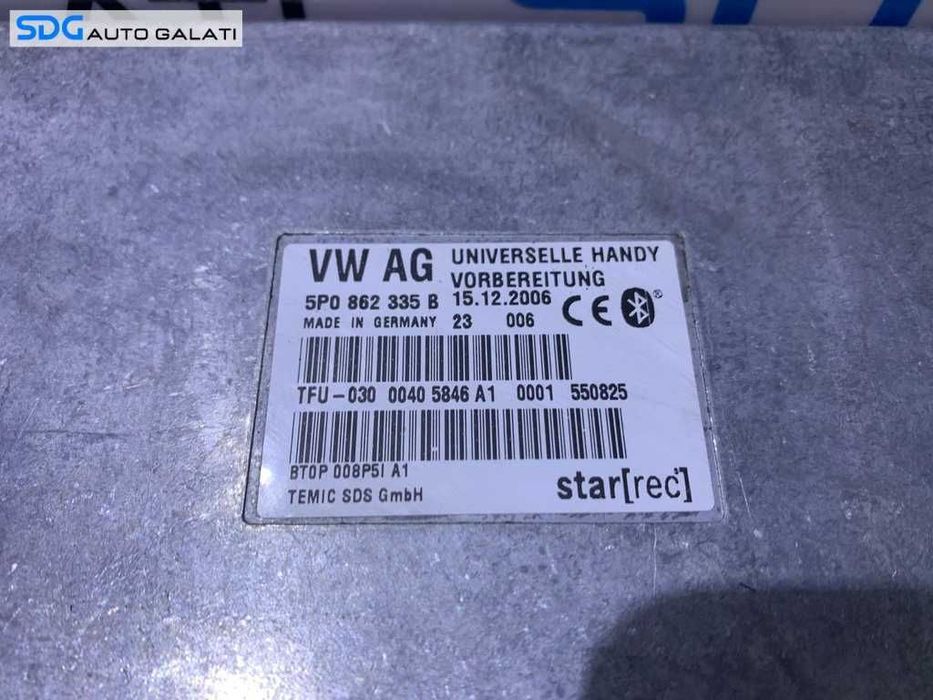 SDG AUTO GALATI
VW AG
UNIVERSELLE HANDY
VORBEREITUNG
5P0 862 335 B 15.12.2006
MADE IN GERMANY 23 006
CE
TFU-030 0040 5846 A1 0001 550825
BT0P 008P5I A1
TEMIC SDS GmbH
star[rec]